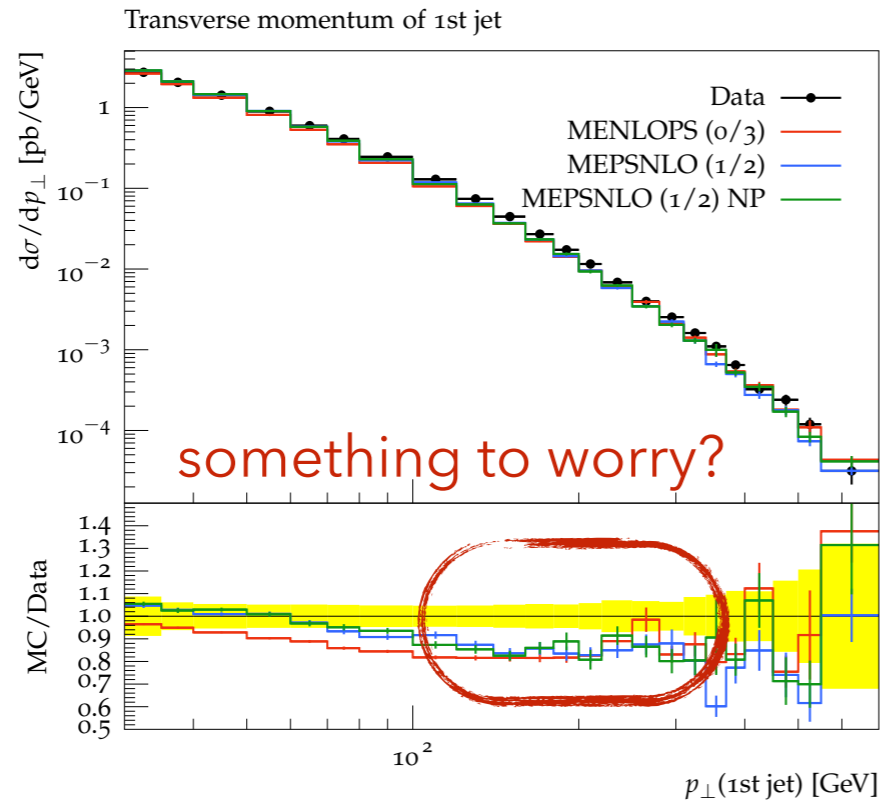 Transverse momentum of 1st jet
dσ/dp⊥ [pb/GeV]
1
10⁻¹
10⁻²
10⁻³
10⁻⁴
Data
MENLOPS (0/3)
MEPSNLO (1/2)
MEPSNLO (1/2) NP
something to worry?
MC/Data
1.4
1.3
1.2
1.1
1.0
0.9
0.8
0.7
0.6
0.5
10²
p⊥(1st jet) [GeV]